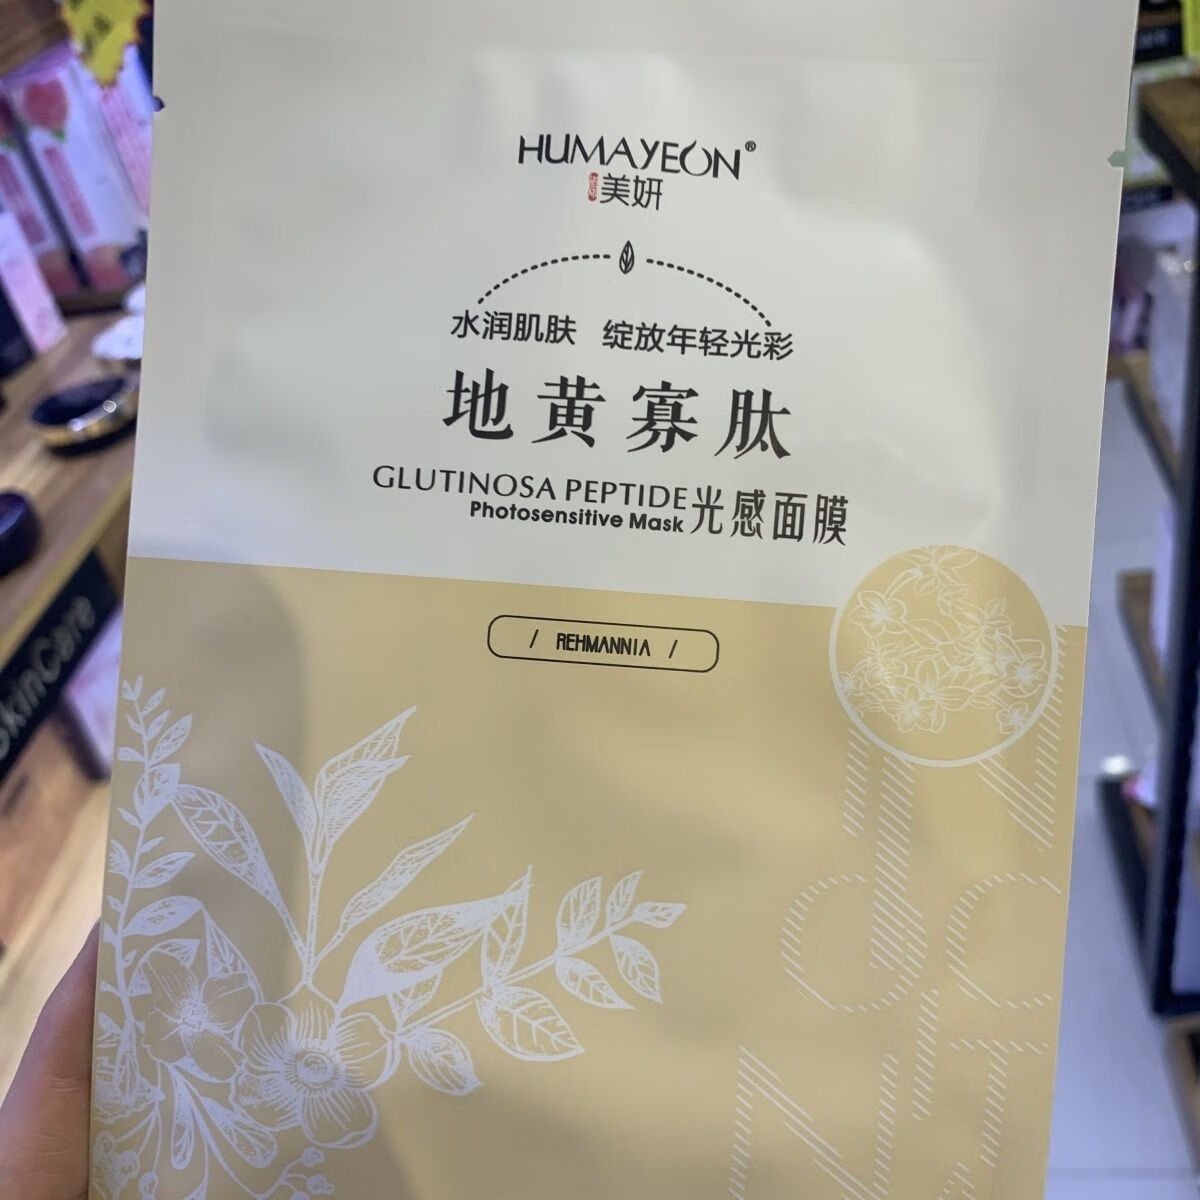 HUMAYEON®
美妍
水润肌肤 绽放年轻光彩
地黄寡肽
GLUTINOSA PEPTIDE
Photosensitive Mask
光感面膜
/ REHMANNIA /
SkinCare